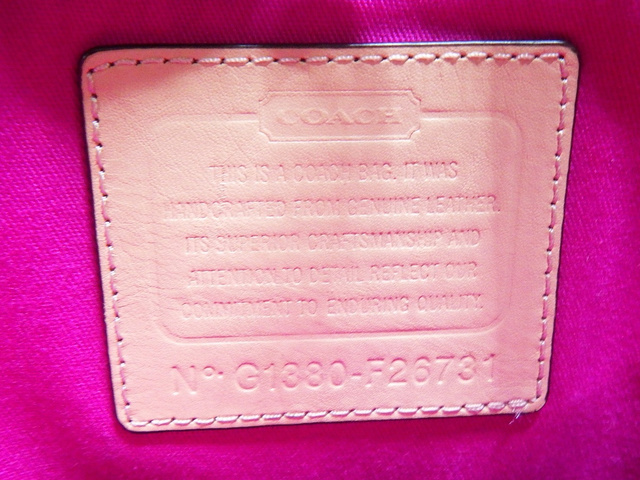 COACH
THIS IS A COACH BAG. IT WAS
HANDCRAFTED FROM GENUINE LEATHER.
ITS SUPERIOR CRAFTSMANSHIP AND
ATTENTION TO DETAIL REFLECT OUR
COMMITMENT TO ENDURING QUALITY.
Nº. G1380-F26731